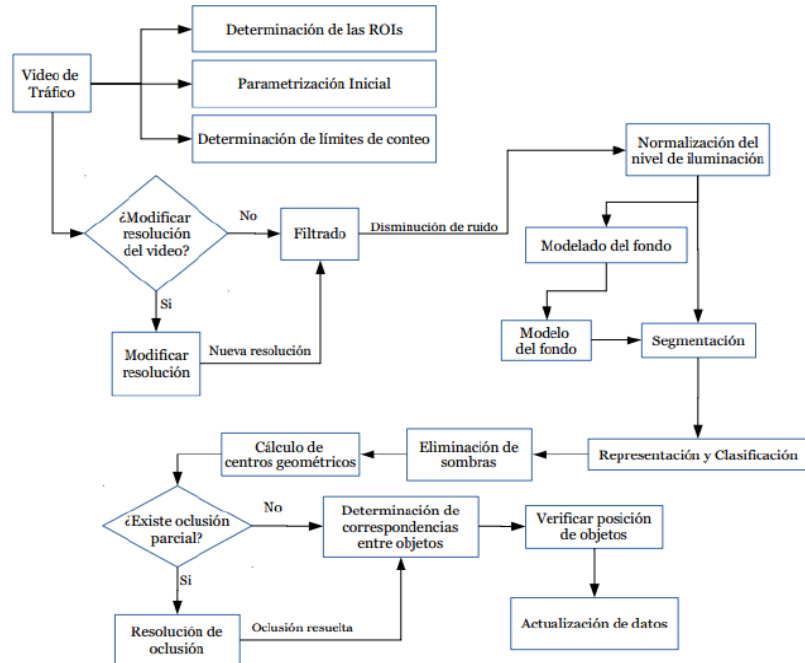 Determinación de las ROIs
Video de
Tráfico
Parametrización Inicial
Determinación de límites de conteo
Normalización del
nivel de iluminación
¿Modificar
resolución
del video?
No
Filtrado
Disminución de ruido
Modelado del fondo
Si
Modificar
resolución
Nueva resolución
Modelo
del fondo
Segmentación
Cálculo de
centros geométricos
Eliminación de
sombras
Representación y Clasificación
¿Existe oclusión
parcial?
No
Determinación de
correspondencias
entre objetos
Verificar posición
de objetos
Si
Resolución de
oclusión
Oclusión resuelta
Actualización de datos